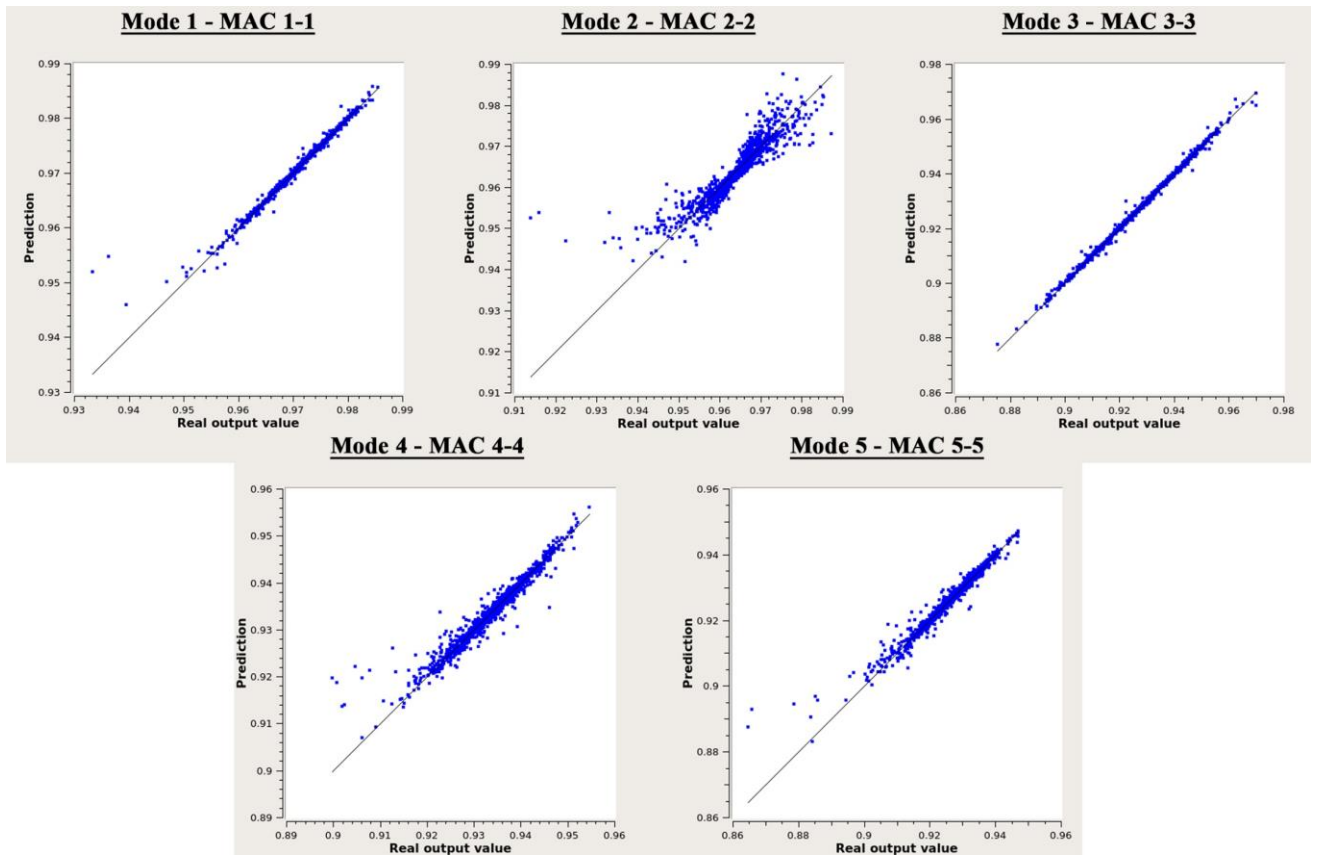 Mode 1 - MAC 1-1
Mode 2 - MAC 2-2
Mode 3 - MAC 3-3
0.99
0.98
0.97
0.96
0.95
0.94
0.93
Prediction
0.93 0.94 0.95 0.96 0.97 0.98 0.99
Real output value
0.99
0.98
0.97
0.96
0.95
0.94
0.93
0.92
0.91
Prediction
0.91 0.92 0.93 0.94 0.95 0.96 0.97 0.98 0.99
Real output value
0.98
0.96
0.94
0.92
0.9
0.88
0.86
Prediction
0.86 0.88 0.9 0.92 0.94 0.96 0.98
Real output value
Mode 4 - MAC 4-4
Mode 5 - MAC 5-5
0.96
0.95
0.94
0.93
0.92
0.91
0.9
0.89
Prediction
0.89 0.9 0.91 0.92 0.93 0.94 0.95 0.96
Real output value
0.96
0.94
0.92
0.9
0.88
0.86
Prediction
0.86 0.88 0.9 0.92 0.94 0.96
Real output value